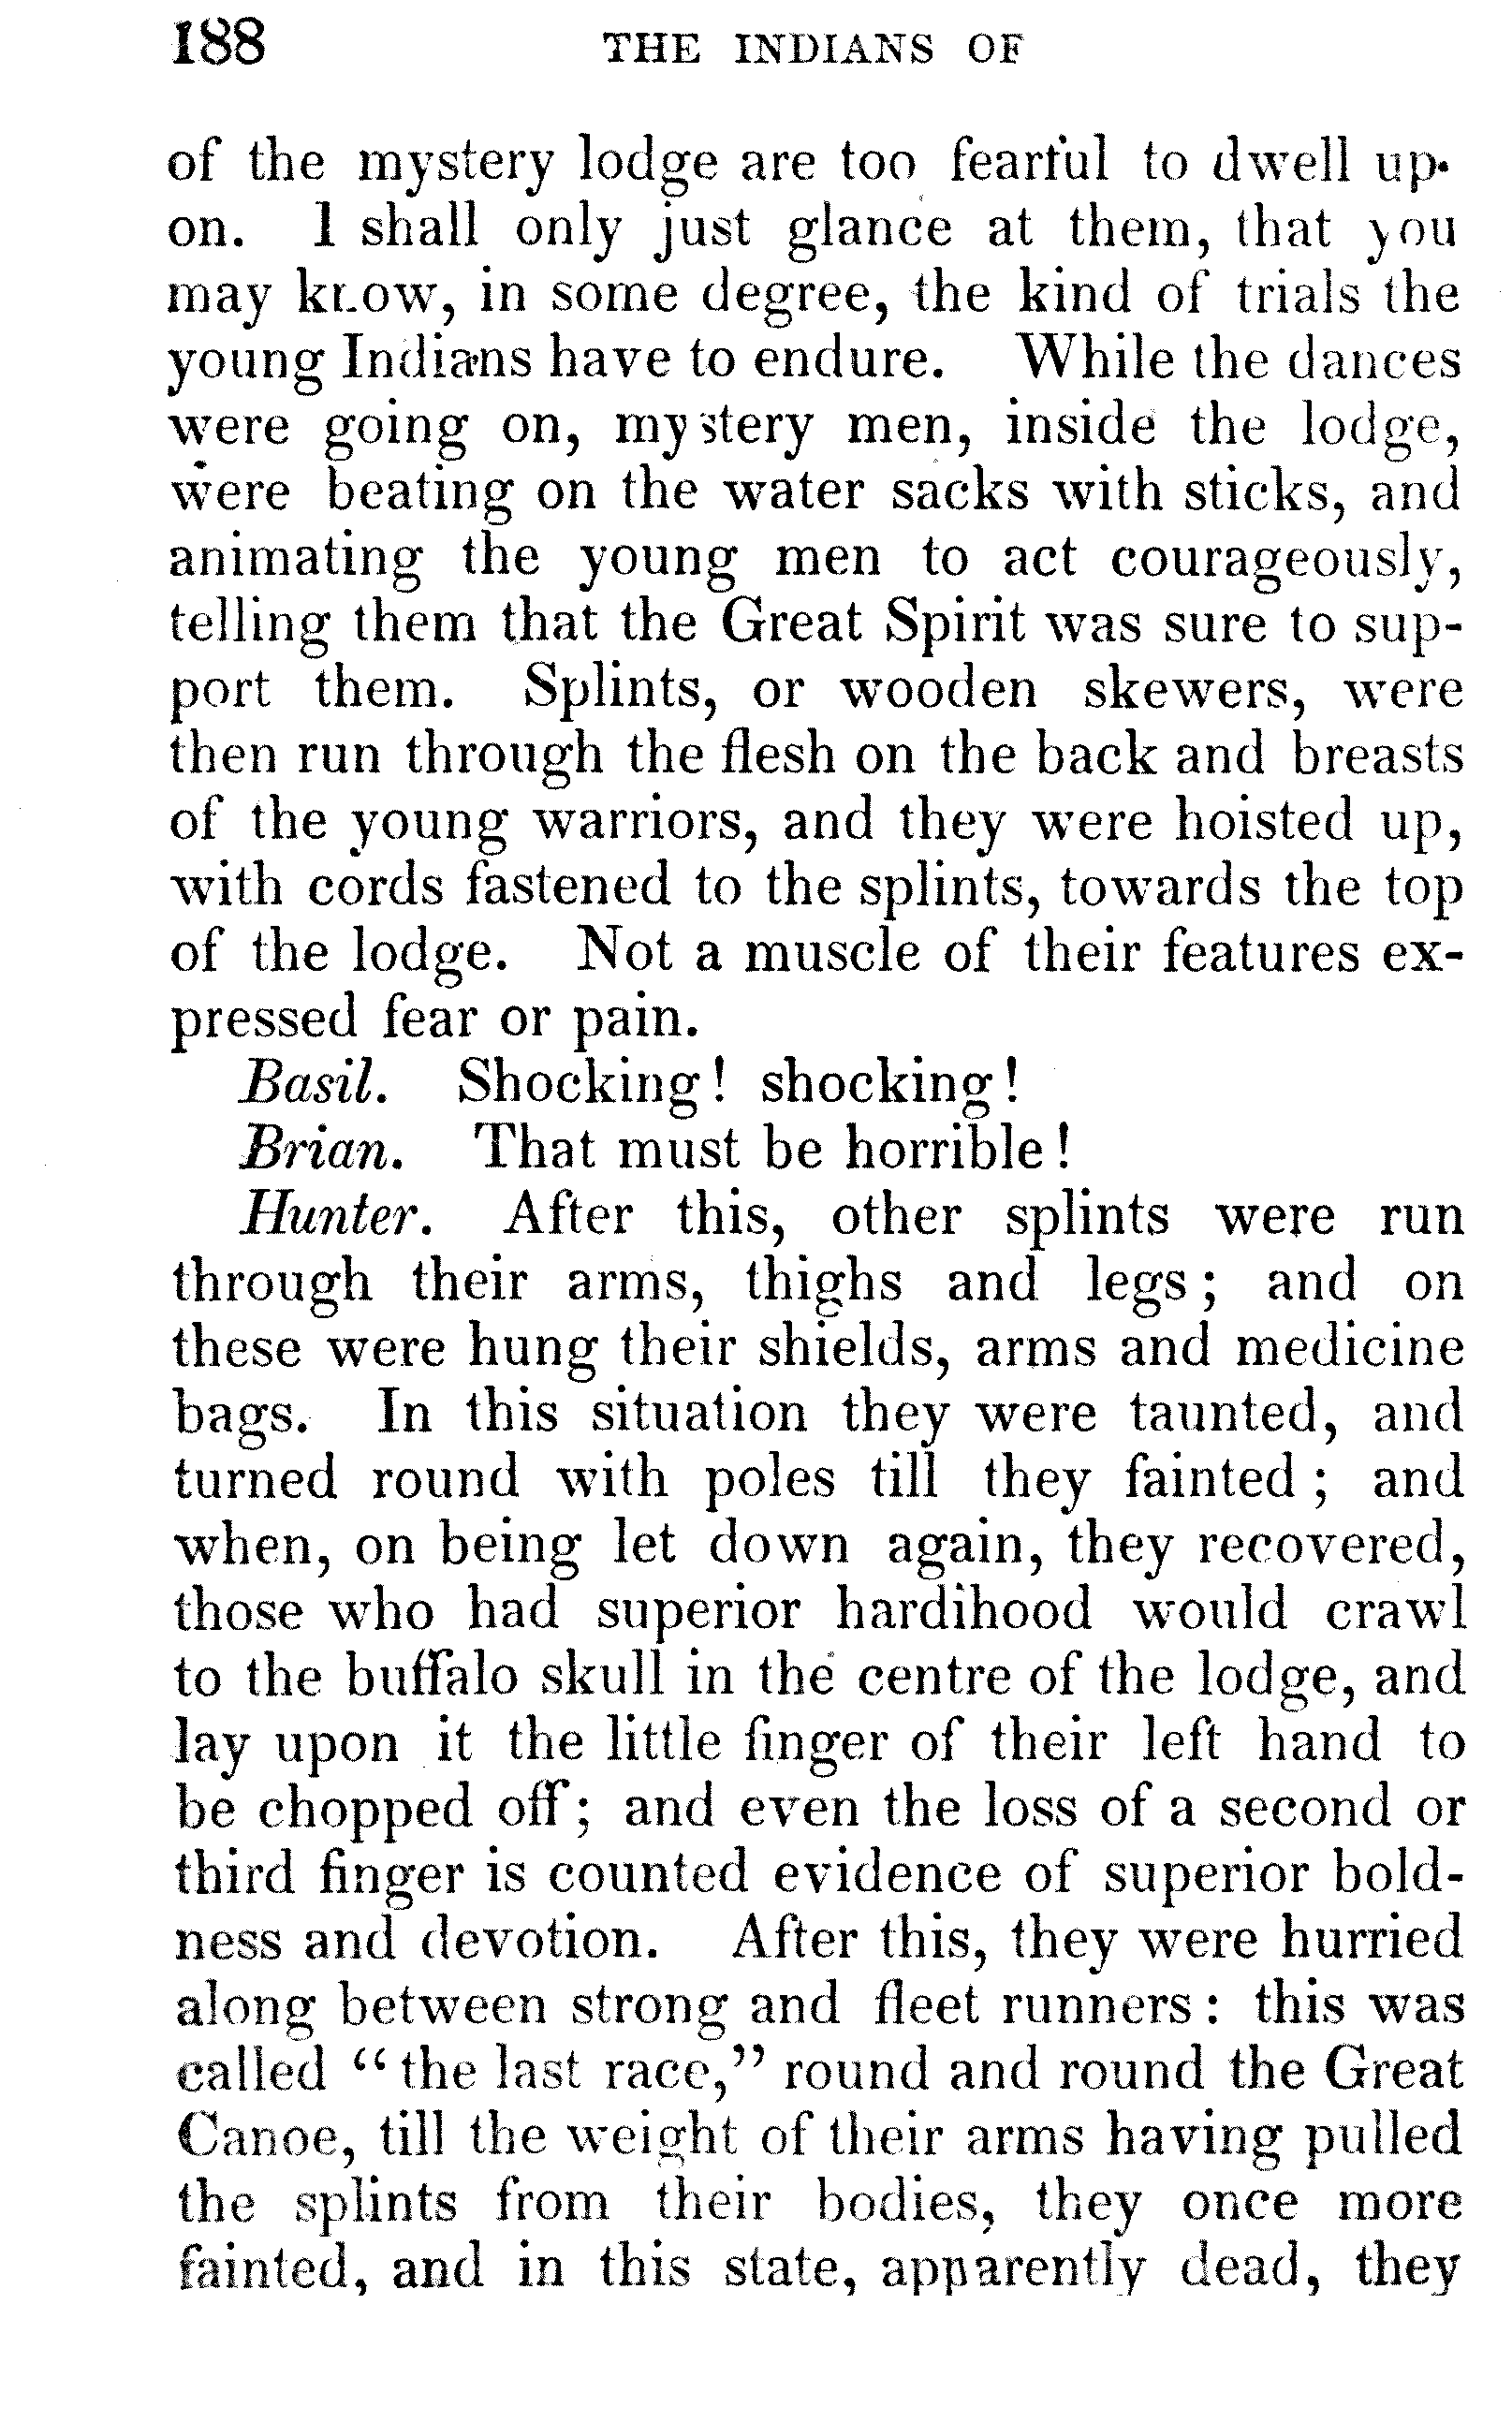 188 THE INDIANS OF
of the mystery lodge are too fearful to dwell up-
on. I shall only just glance at them, that you
may know, in some degree, the kind of trials the
young Indians have to endure. While the dances
were going on, mystery men, inside the lodge,
were beating on the water sacks with sticks, and
animating the young men to act courageously,
telling them that the Great Spirit was sure to sup-
port them. Splints, or wooden skewers, were
then run through the flesh on the back and breasts
of the young warriors, and they were hoisted up,
with cords fastened to the splints, towards the top
of the lodge. Not a muscle of their features ex-
pressed fear or pain.
Basil. Shocking! shocking!
Brian. That must be horrible!
Hunter. After this, other splints were run
through their arms, thighs and legs; and on
these were hung their shields, arms and medicine
bags. In this situation they were taunted, and
turned round with poles till they fainted; and
when, on being let down again, they recovered,
those who had superior hardihood would crawl
to the buffalo skull in the centre of the lodge, and
lay upon it the little finger of their left hand to
be chopped off; and even the loss of a second or
third finger is counted evidence of superior bold-
ness and devotion. After this, they were hurried
along between strong and fleet runners: this was
called "the last race," round and round the Great
Canoe, till the weight of their arms having pulled
the splints from their bodies, they once more
fainted, and in this state, apparently dead, they